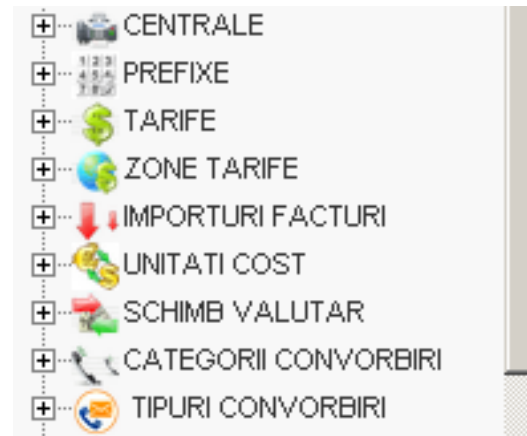 CENTRALE
PREFIXE
TARIFE
ZONE TARIFE
IMPORTURI FACTURI
UNITATI COST
SCHIMB VALUTAR
CATEGORII CONVORBIRI
TIPURI CONVORBIRI